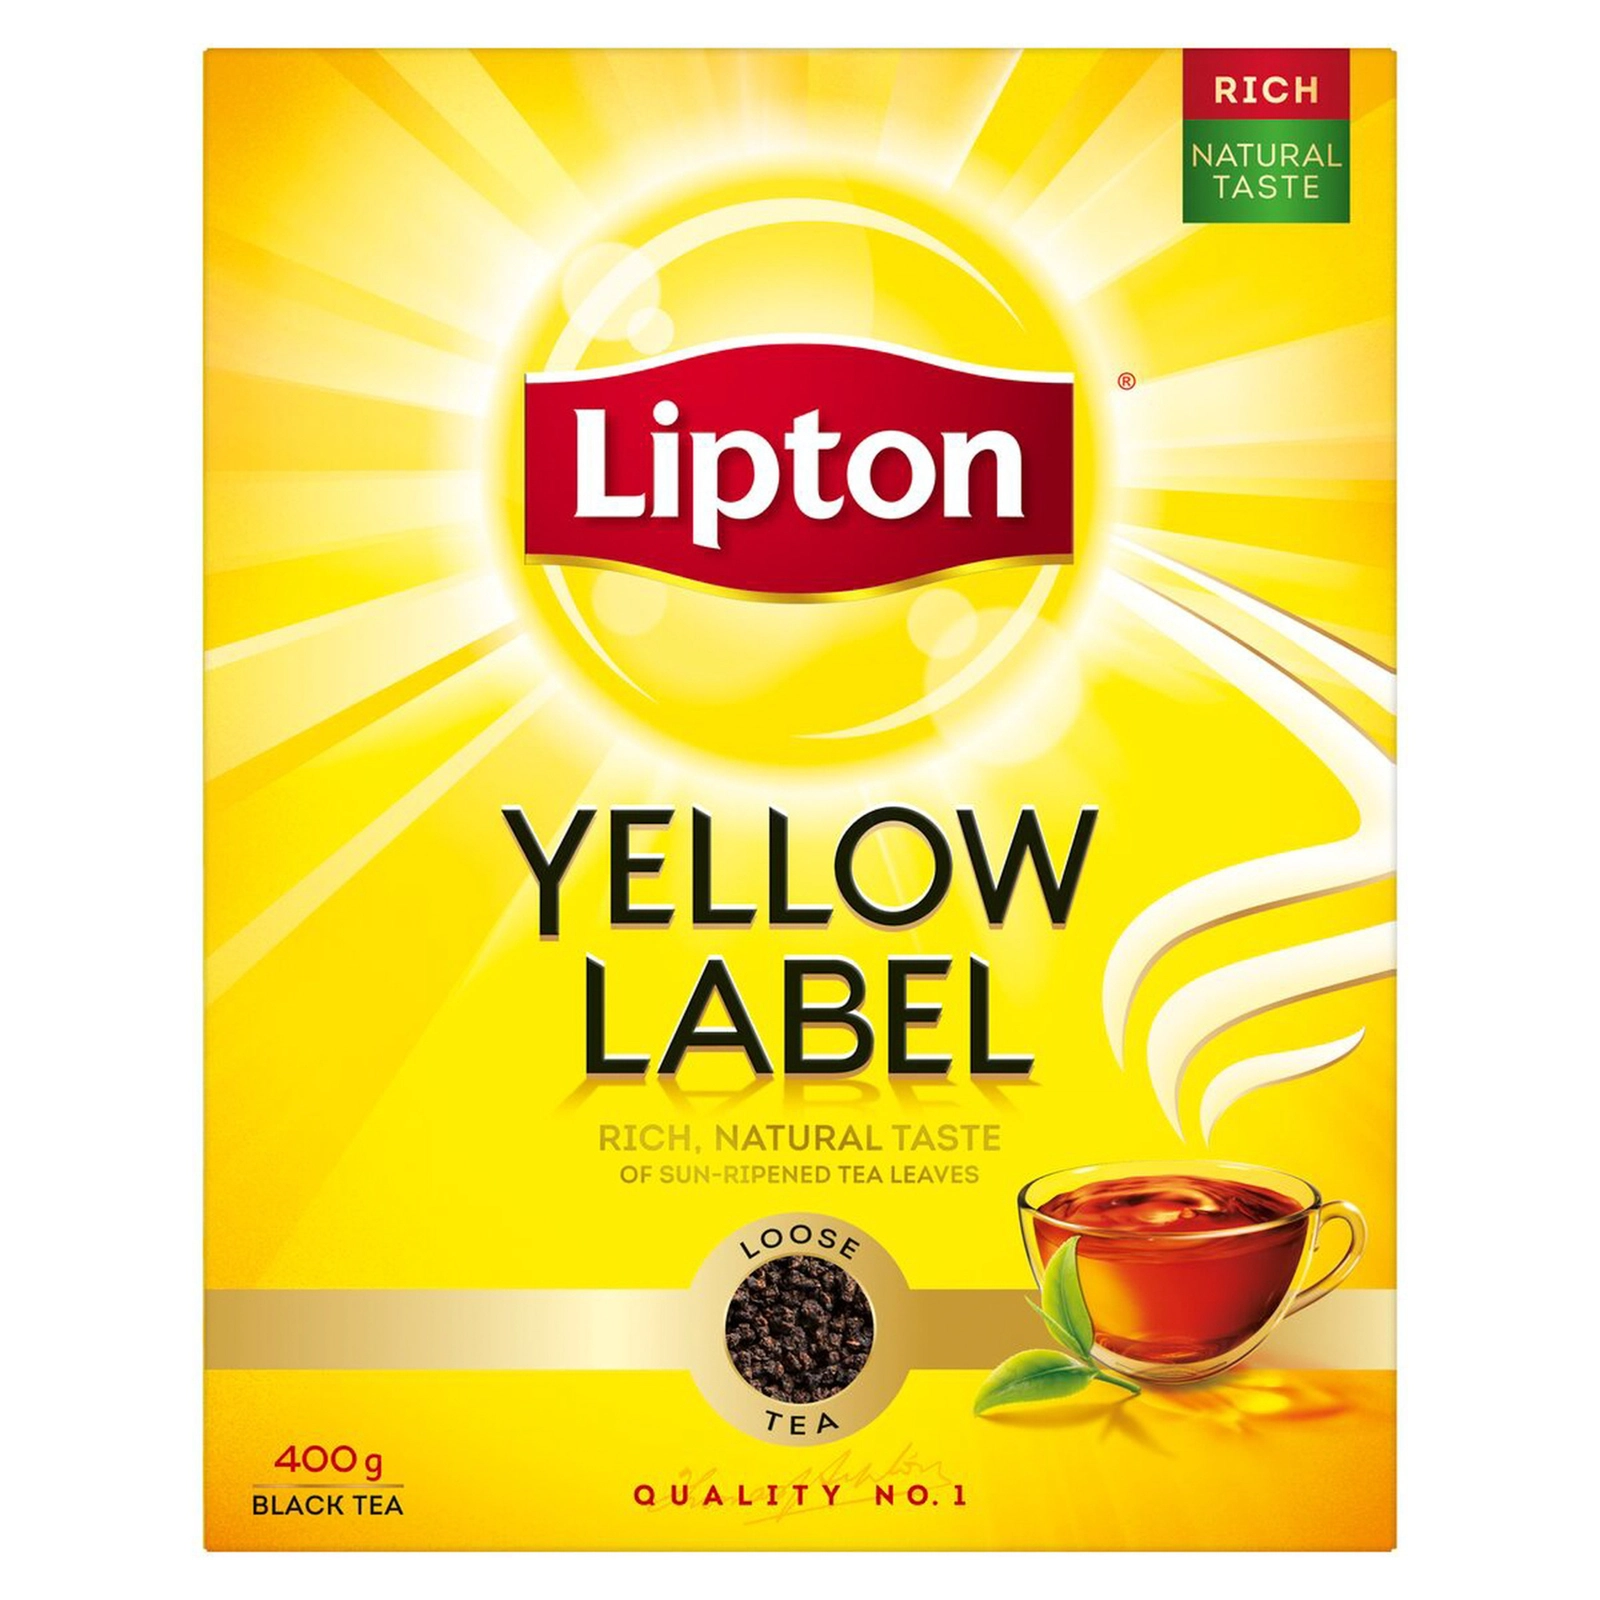 RICH
NATURAL
TASTE
Lipton
®
YELLOW
LABEL
RICH, NATURAL TASTE
OF SUN-RIPENED TEA LEAVES
LOOSE
TEA
400 g
BLACK TEA
QUALITY NO. 1